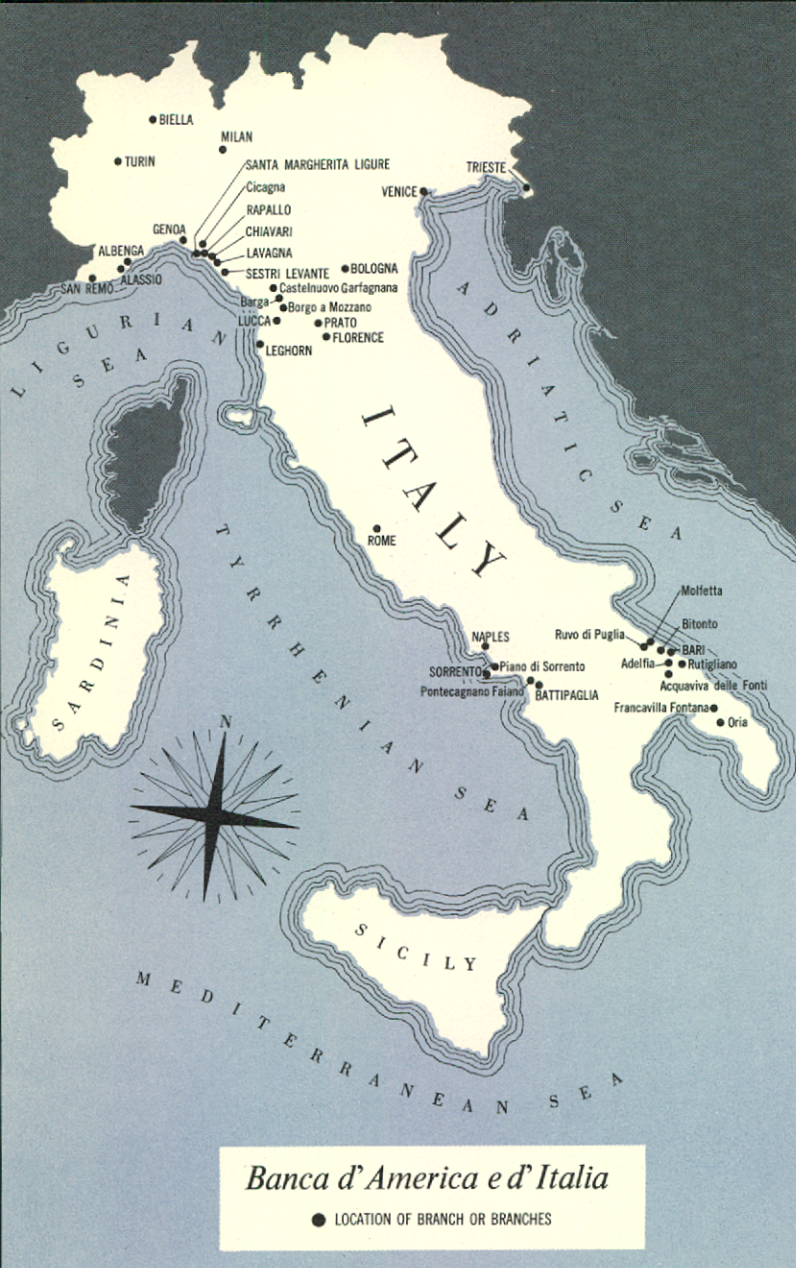 BIELLA
MILAN
TURIN
SANTA MARGHERITA LIGURE
TRIESTE
Cicagna
VENICE
RAPALLO
GENOA
CHIAVARI
ALBENGA
LAVAGNA
BOLOGNA
SESTRI LEVANTE
ALASSIO
SAN REMO
Castelnuovo Garfagnana
Barga
Borgo a Mozzano
LUCCA
PRATO
FLORENCE
LEGHORN
LIGURIAN
SEA
ADRIATIC SEA
ITALY
ROME
TYRRHENIAN SEA
SARDINIA
Molfetta
Bitonto
Ruvo di Puglia
NAPLES
BARI
Adelfia
Rutigliano
Piano di Sorrento
SORRENTO
Acquaviva delle Fonti
Pontecagnano Faiano
BATTIPAGLIA
Francavilla Fontana
Oria
N
SICILY
MEDITERRANEAN SEA
Banca d'America e d'Italia
LOCATION OF BRANCH OR BRANCHES